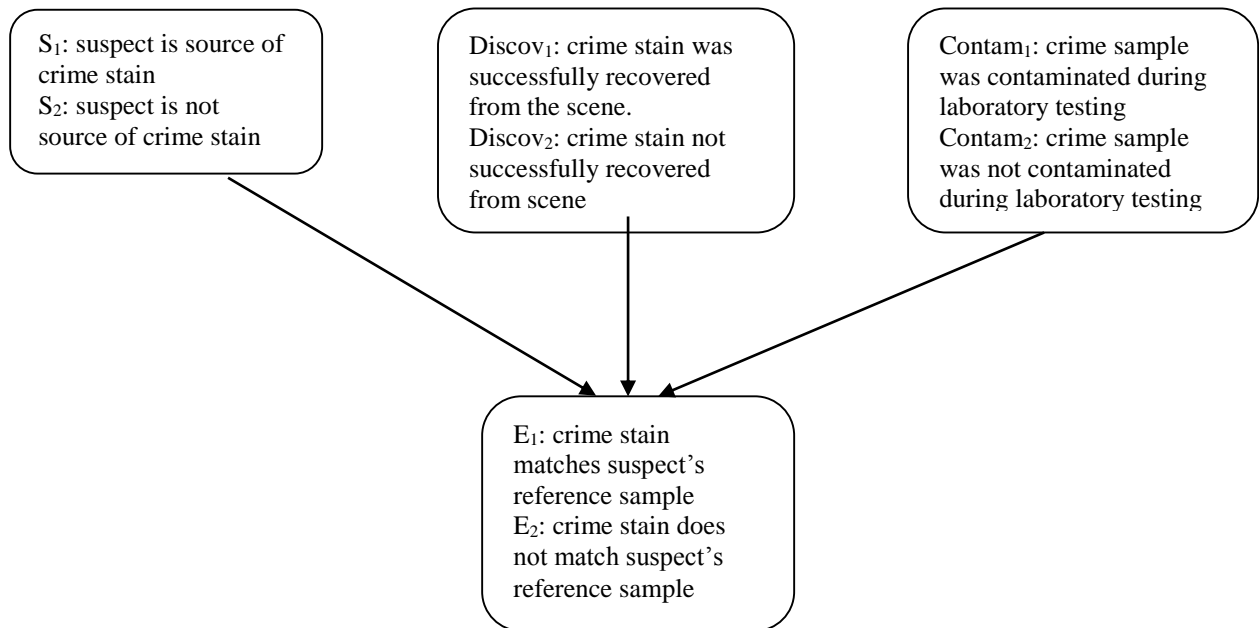 S₁: suspect is source of
crime stain
S₂: suspect is not
source of crime stain
Discov₁: crime stain was
successfully recovered
from the scene.
Discov₂: crime stain not
successfully recovered
from scene
Contam₁: crime sample
was contaminated during
laboratory testing
Contam₂: crime sample
was not contaminated
during laboratory testing
E₁: crime stain
matches suspect’s
reference sample
E₂: crime stain does
not match suspect’s
reference sample